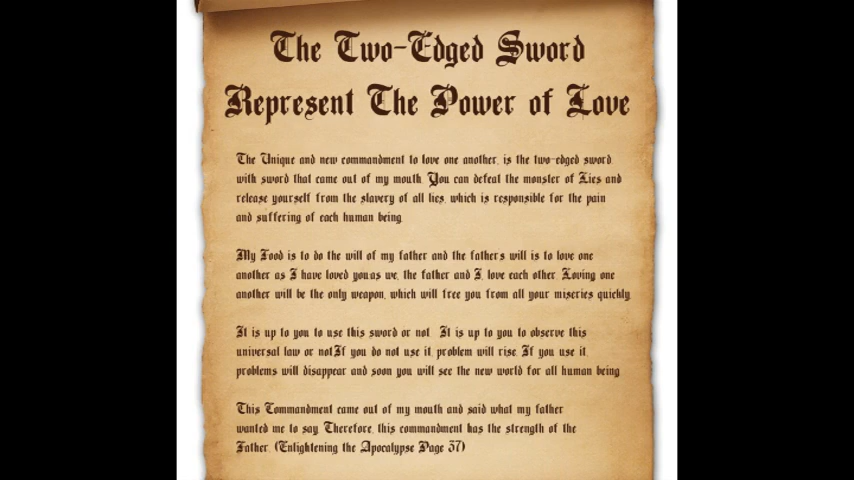 The Two-Edged Sword
Represent The Power of Love
The Unique and new commandment to love one another, is the two-edged sword,
with sword that came out of my mouth. You can defeat the monster of Lies and
release yourself from the slavery of all lies, which is responsible for the pain
and suffering of each human being.
My Food is to do the will of my father and the father's will is to love one
another as I have loved you.as we, the father and I, love each other. Loving one
another will be the only weapon, which will free you from all your miseries quickly.
It is up to you to use this sword or not. It is up to you to observe this
universal law or not.If you do not use it, problem will rise. If you use it,
problems will disappear and soon you will see the new world for all human being.
This Commandment came out of my mouth and said what my father
wanted me to say. Therefore, this commandment has the strength of the
Father. (Enlightening the Apocalypse Page 37)